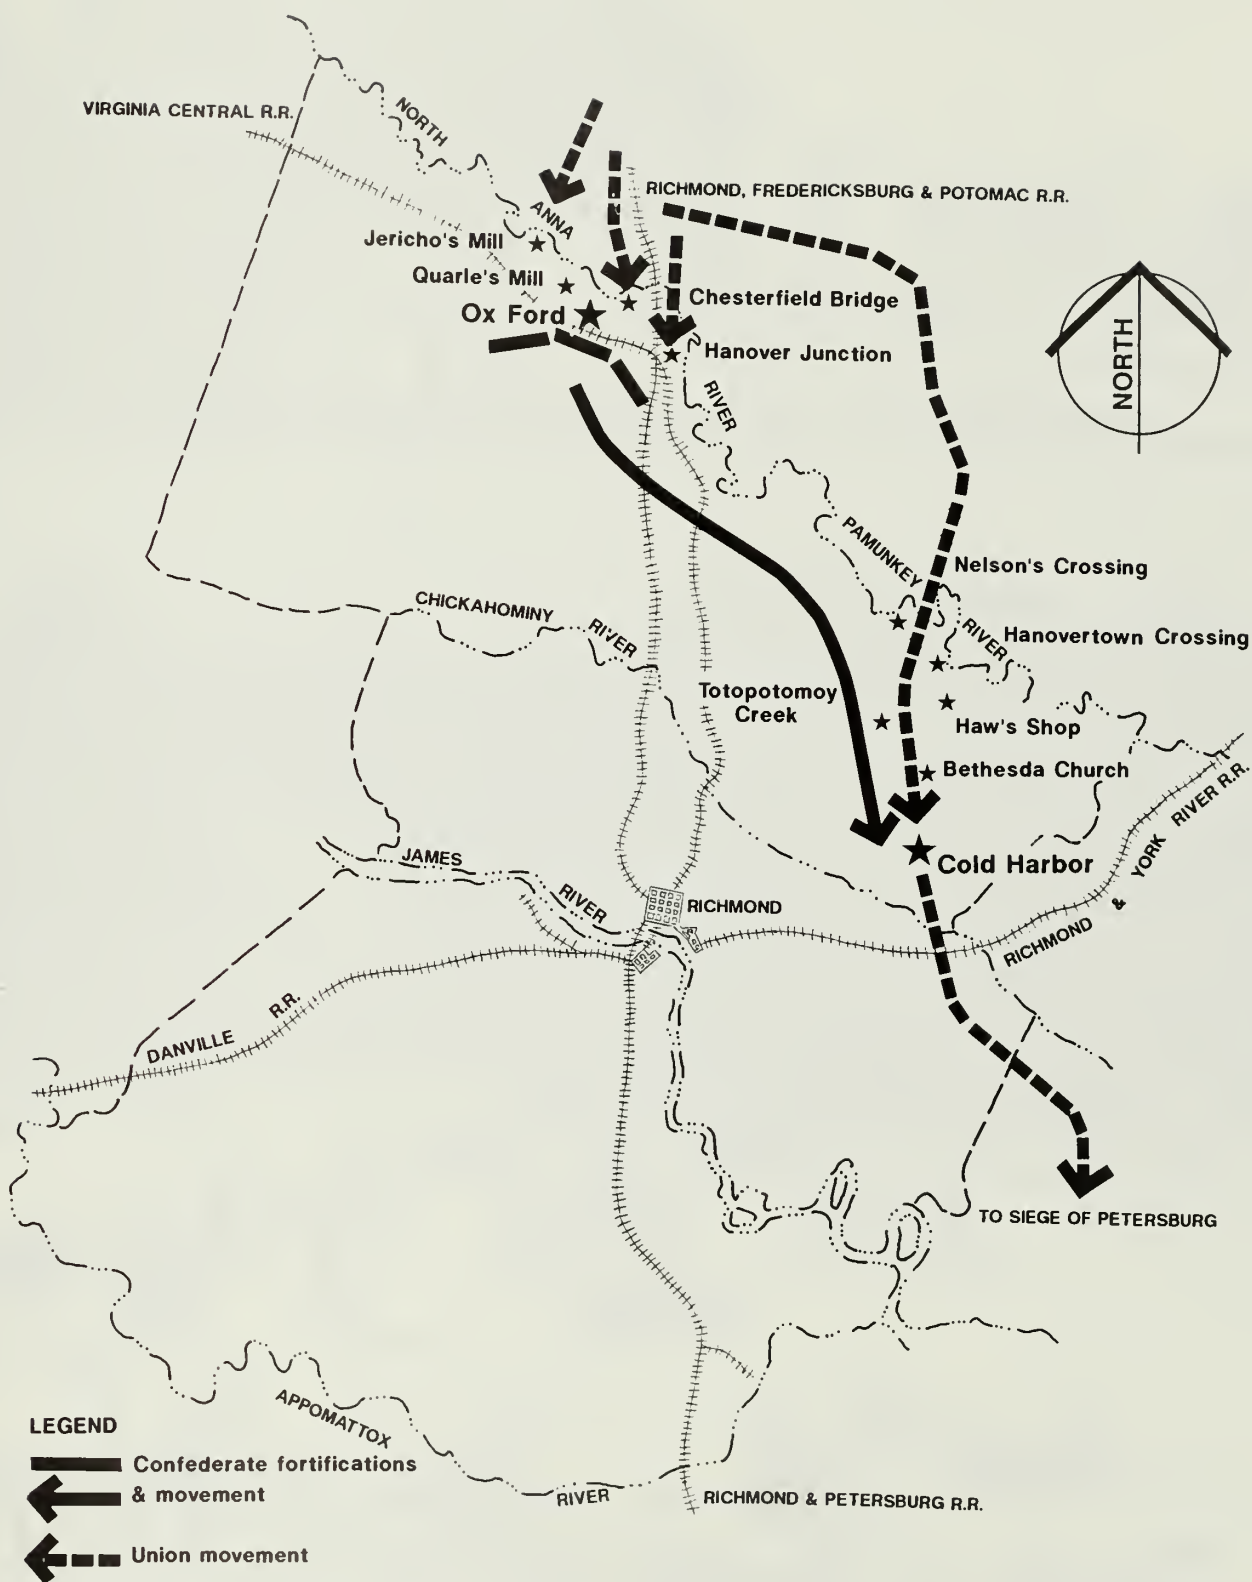 VIRGINIA CENTRAL R.R.
NORTH
ANNA
RICHMOND, FREDERICKSBURG & POTOMAC R.R.
Jericho's Mill
Quarle's Mill
Ox Ford
Chesterfield Bridge
Hanover Junction
RIVER
NORTH
PAMUNKEY
RIVER
Nelson's Crossing
Hanovertown Crossing
CHICKAHOMINY
RIVER
Totopotomoy
Creek
Haw's Shop
Bethesda Church
JAMES
RIVER
Cold Harbor
RICHMOND
RICHMOND & YORK RIVER R.R.
DANVILLE R.R.
TO SIEGE OF PETERSBURG
APPOMATTOX
RIVER
RICHMOND & PETERSBURG R.R.
LEGEND
Confederate fortifications
& movement
Union movement